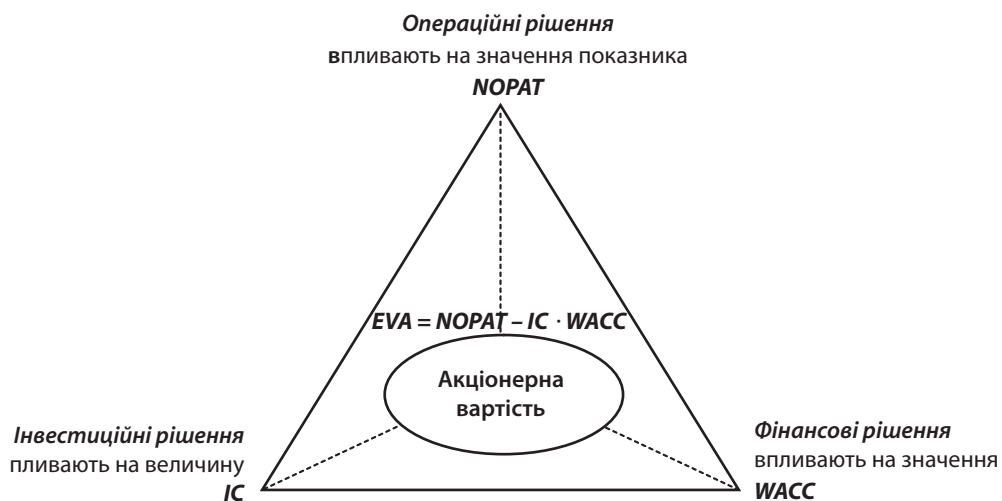 Операційні рішення
впливають на значення показника
NOPAT
EVA = NOPAT – IC · WACC
Акціонерна
вартість
Інвестиційні рішення
пливають на величину
IC
Фінансові рішення
впливають на значення
WACC